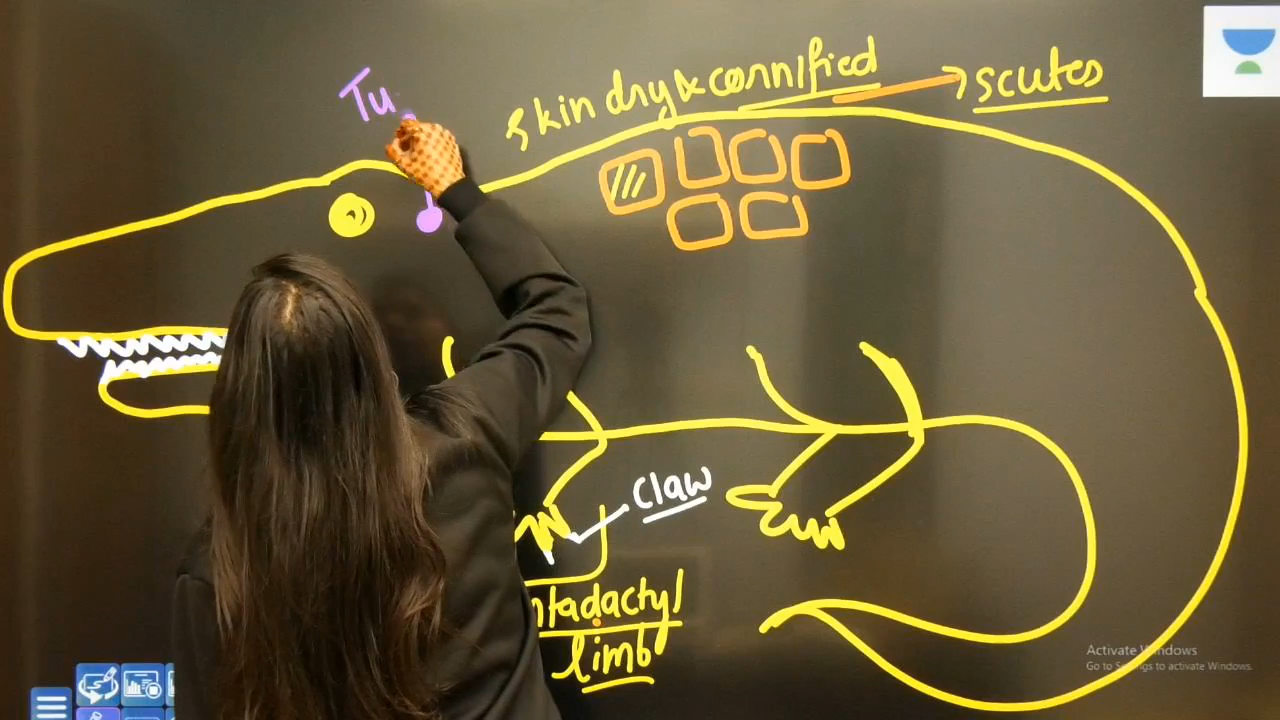 Tu
Skin dry & cornified → scutes
claw
ntadactyl
limb
Activate Windows
Go to Settings to activate Windows.